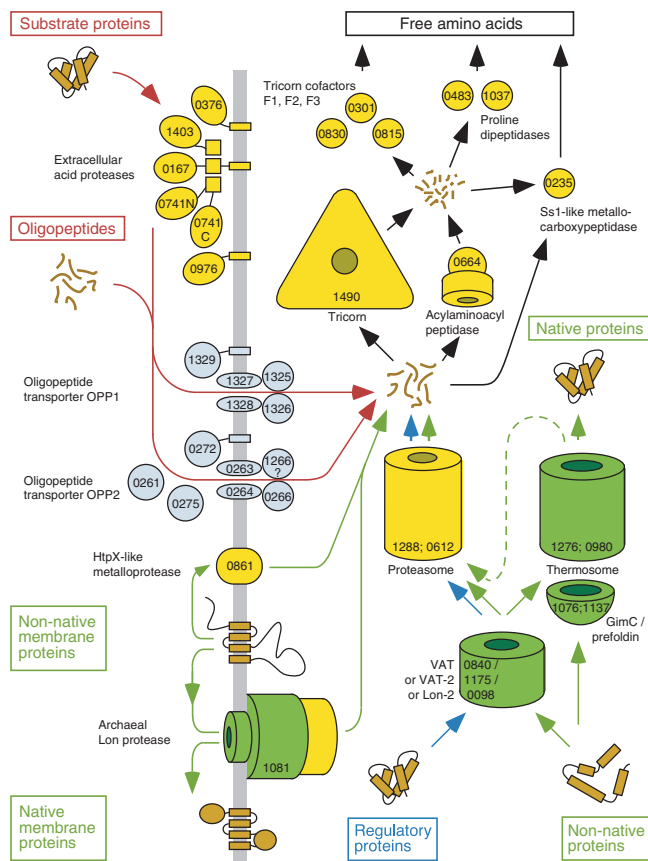 Substrate proteins
Free amino acids
0376
Tricorn cofactors
F1, F2, F3
0301
0483
1037
1403
0830
0815
Proline
dipeptidases
Extracellular
acid proteases
0167
0235
0741N
0741
C
Ss1-like metallo-
carboxypeptidase
Oligopeptides
0976
0664
1490
Tricorn
Acylaminoacyl
peptidase
Native proteins
1329
1327
1325
Oligopeptide
transporter OPP1
1328
1326
0272
1266
?
0263
Oligopeptide
transporter OPP2
0261
0275
0264
0266
1288; 0612
1276; 0980
Proteasome
Thermosome
HtpX-like
metalloprotease
0861
1076;1137
GimC /
prefoldin
Non-native
membrane
proteins
VAT
or VAT-2
or Lon-2
0840 /
1175 /
0098
Archaeal
Lon protease
1081
Native
membrane
proteins
Regulatory
proteins
Non-native
proteins